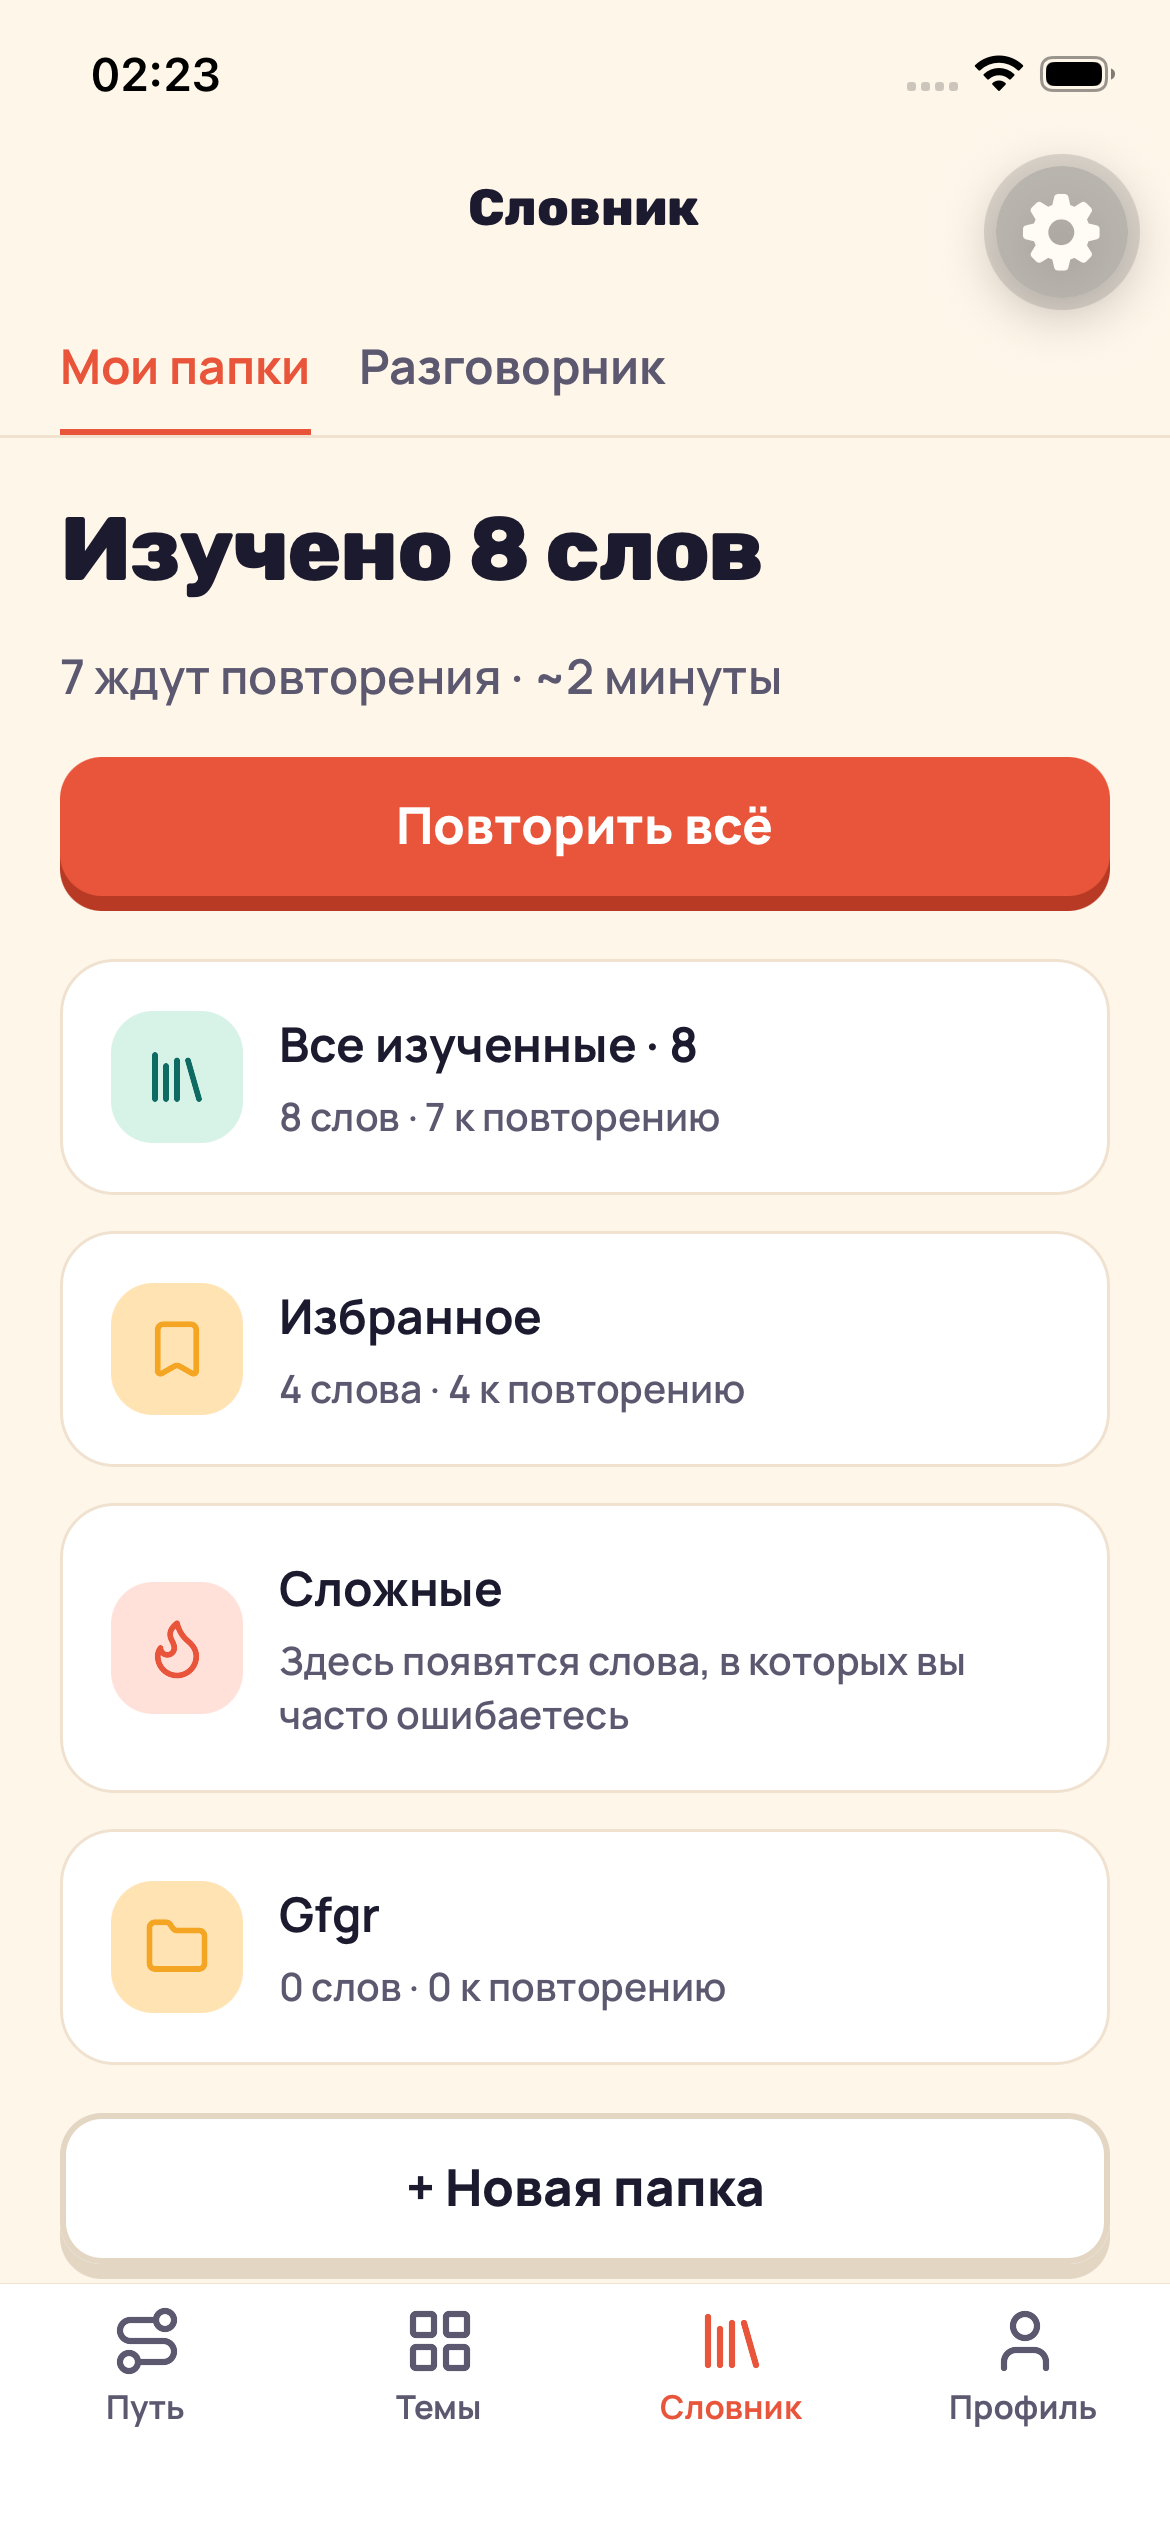 02:23
Словник
Мои папки
Разговорник
Изучено 8 слов
7 ждут повторения · ~2 минуты
Повторить всё
Все изученные · 8
8 слов · 7 к повторению
Избранное
4 слова · 4 к повторению
Сложные
Здесь появятся слова, в которых вы
часто ошибаетесь
Gfgr
0 слов · 0 к повторению
+ Новая папка
Путь
Темы
Словник
Профиль